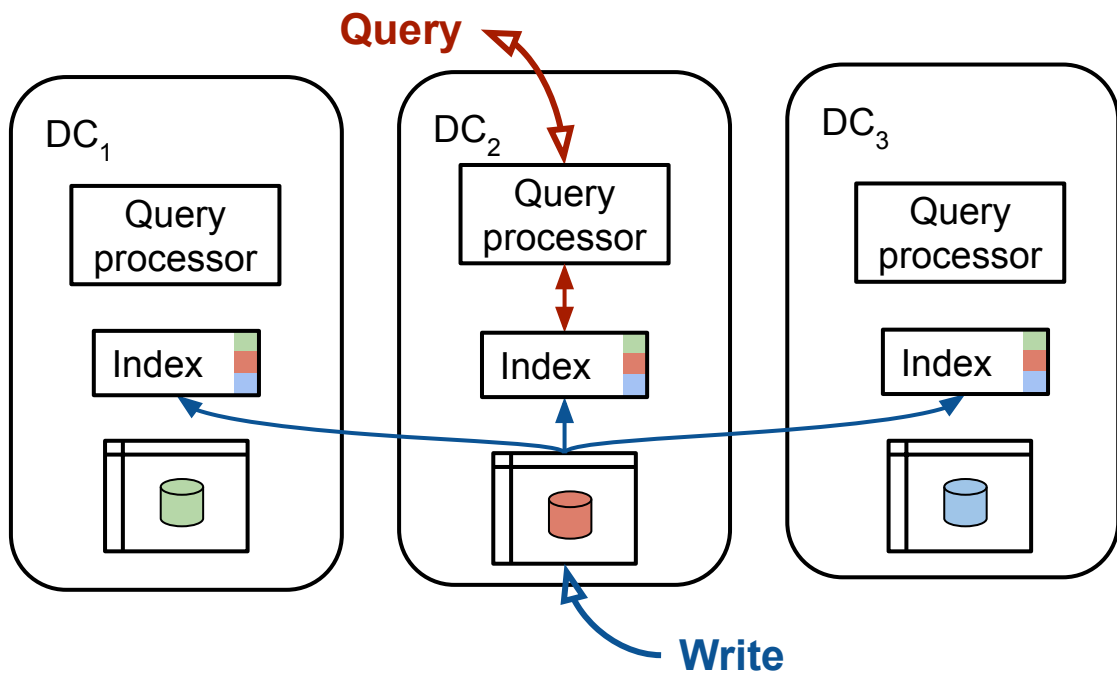 Query
DC₁
Query
processor
Index
DC₂
Query
processor
Index
DC₃
Query
processor
Index
Write